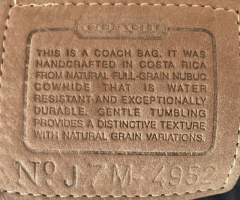 COACH
THIS IS A COACH BAG. IT WAS
HANDCRAFTED IN COSTA RICA
FROM NATURAL FULL-GRAIN NUBUC
COWHIDE THAT IS WATER
RESISTANT AND EXCEPTIONALLY
DURABLE. GENTLE TUMBLING
PROVIDES A DISTINCTIVE TEXTURE
WITH NATURAL GRAIN VARIATIONS.
No J7M-4952